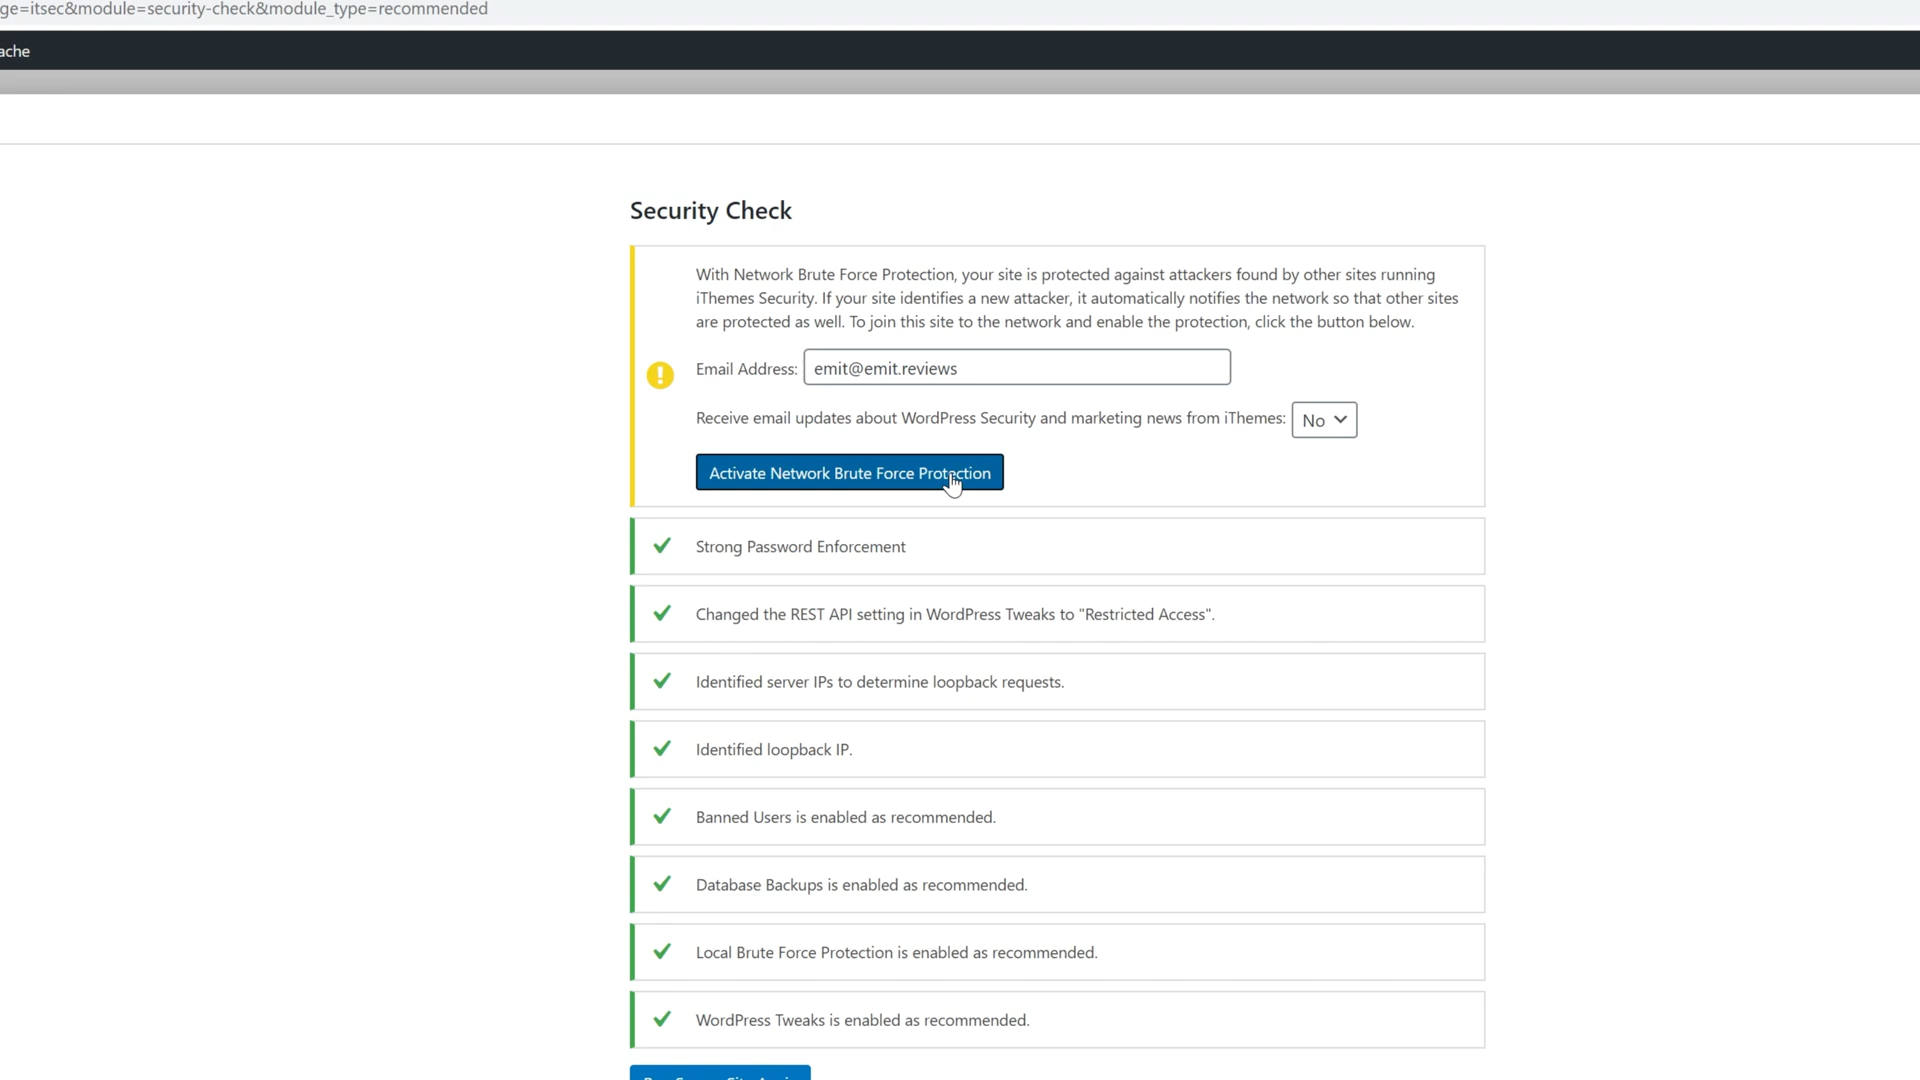 ge=itsec&module=security-check&module_type=recommended
ache
Security Check
With Network Brute Force Protection, your site is protected against attackers found by other sites running
iThemes Security. If your site identifies a new attacker, it automatically notifies the network so that other sites
are protected as well. To join this site to the network and enable the protection, click the button below.
Email Address: emit@emit.reviews
Receive email updates about WordPress Security and marketing news from iThemes: No
Activate Network Brute Force Protection
Strong Password Enforcement
Changed the REST API setting in WordPress Tweaks to "Restricted Access".
Identified server IPs to determine loopback requests.
Identified loopback IP.
Banned Users is enabled as recommended.
Database Backups is enabled as recommended.
Local Brute Force Protection is enabled as recommended.
WordPress Tweaks is enabled as recommended.